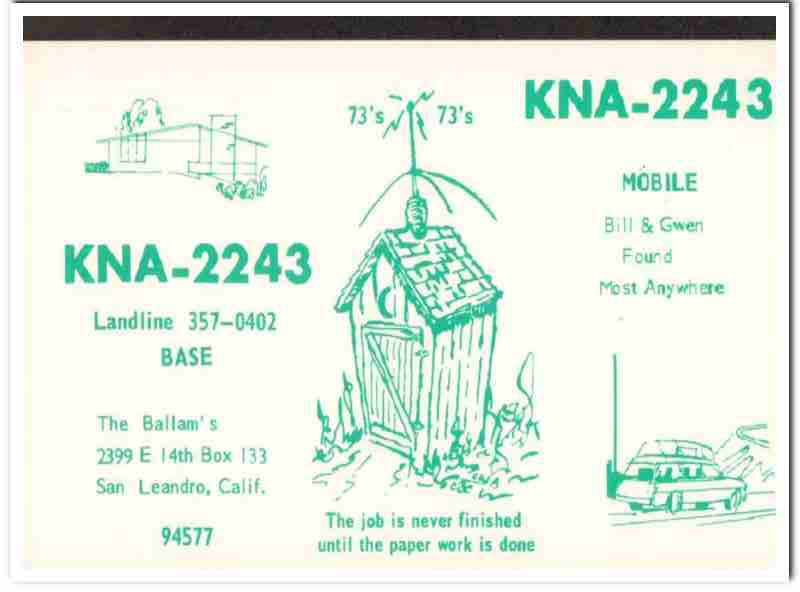 KNA-2243
Landline 357-0402
BASE
The Ballam's
2399 E 14th Box 133
San Leandro, Calif.
94577
73's 73's
The job is never finished
until the paper work is done
KNA-2243
MOBILE
Bill & Gwen
Found
Most Anywhere